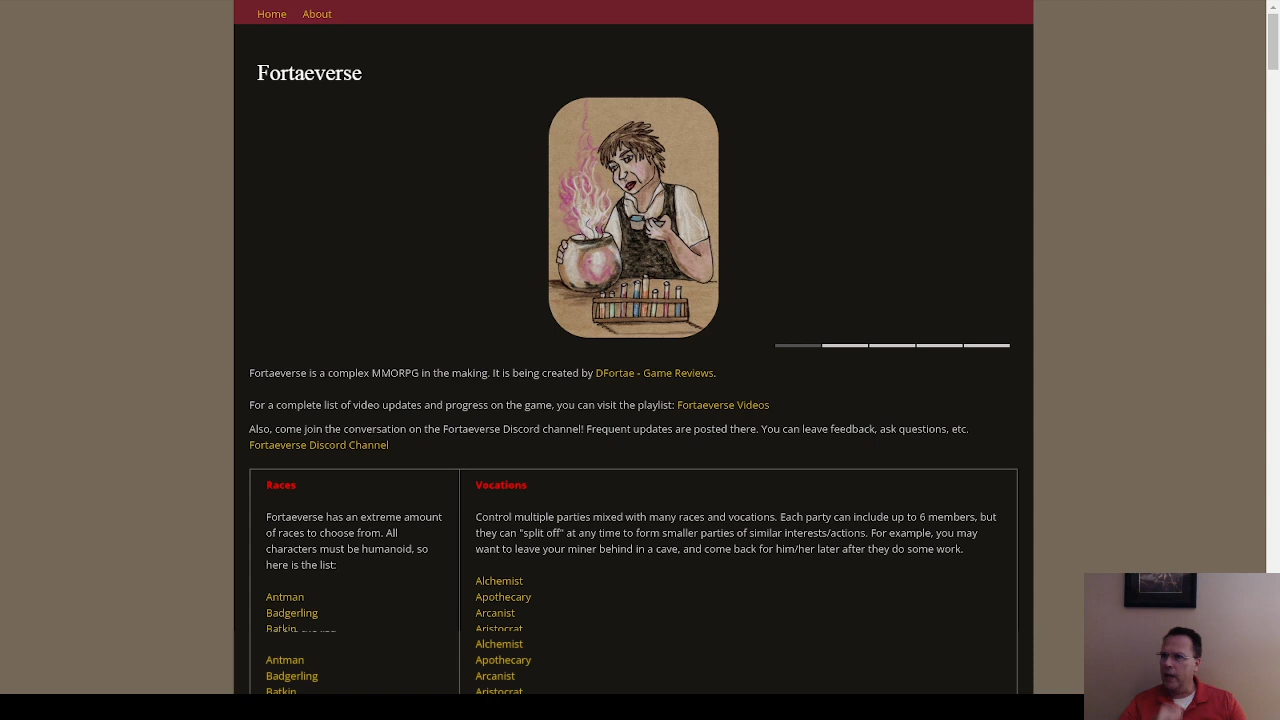 Home About
Fortaeverse
Fortaeverse is a complex MMORPG in the making. It is being created by DFortae - Game Reviews.
For a complete list of video updates and progress on the game, you can visit the playlist: Fortaeverse Videos
Also, come join the conversation on the Fortaeverse Discord channel! Frequent updates are posted there. You can leave feedback, ask questions, etc.
Fortaeverse Discord Channel
Races
Fortaeverse has an extreme amount
of races to choose from. All
characters must be humanoid, so
here is the list:
Antman
Badgerling
Batkin
Antman
Badgerling
Batkin
Vocations
Control multiple parties mixed with many races and vocations. Each party can include up to 6 members, but
they can "split off" at any time to form smaller parties of similar interests/actions. For example, you may
want to leave your miner behind in a cave, and come back for him/her later after they do some work.
Alchemist
Apothecary
Arcanist
Aristocrat
Alchemist
Apothecary
Arcanist
Aristocrat